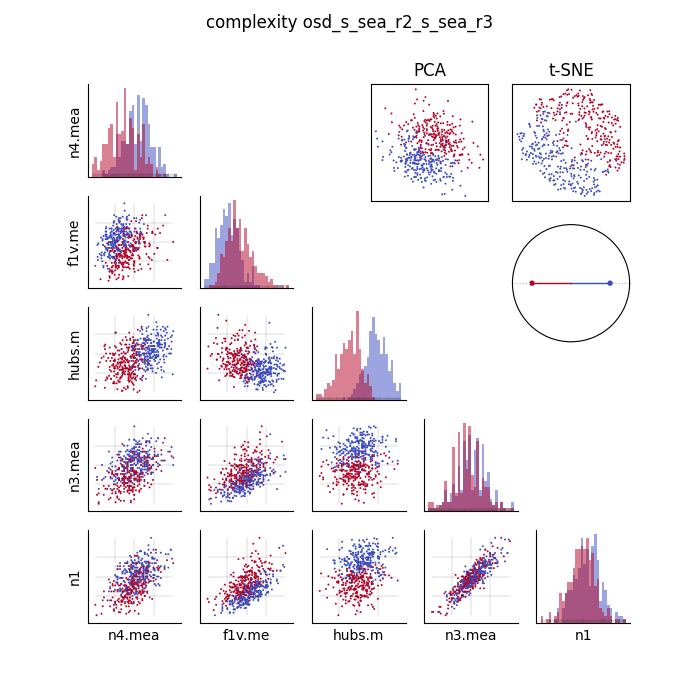 complexity osd_s_sea_r2_s_sea_r3
PCA
t-SNE
n4.mea
f1v.me
hubs.m
n3.mea
n1
n4.mea
f1v.me
hubs.m
n3.mea
n1